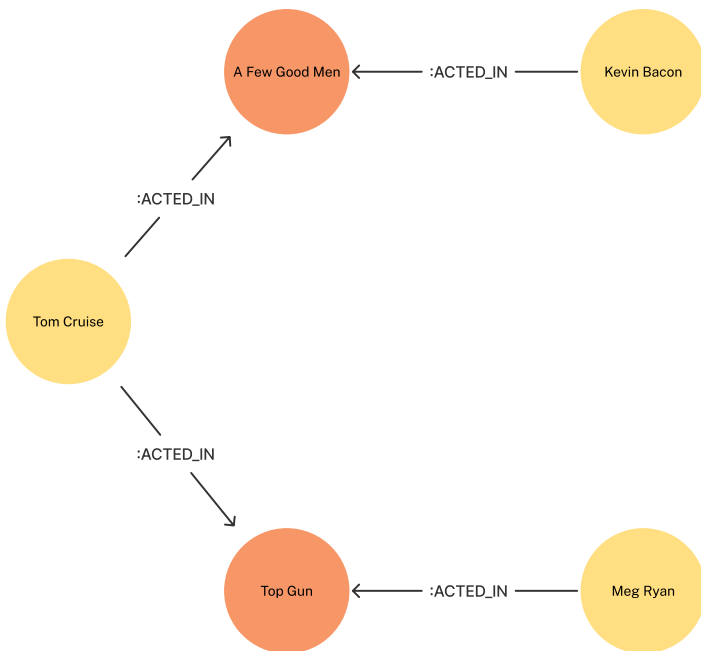 A Few Good Men
:ACTED_IN
Kevin Bacon
:ACTED_IN
Tom Cruise
:ACTED_IN
Top Gun
:ACTED_IN
Meg Ryan